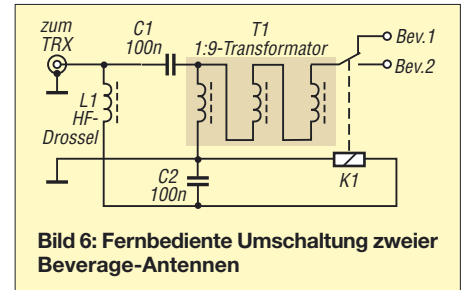 zum
TRX
C1
100n
T1
1:9-Transformator
Bev.1
Bev.2
L1
HF-
Drossel
C2
100n
K1
Bild 6: Fernbediente Umschaltung zweier
Beverage-Antennen